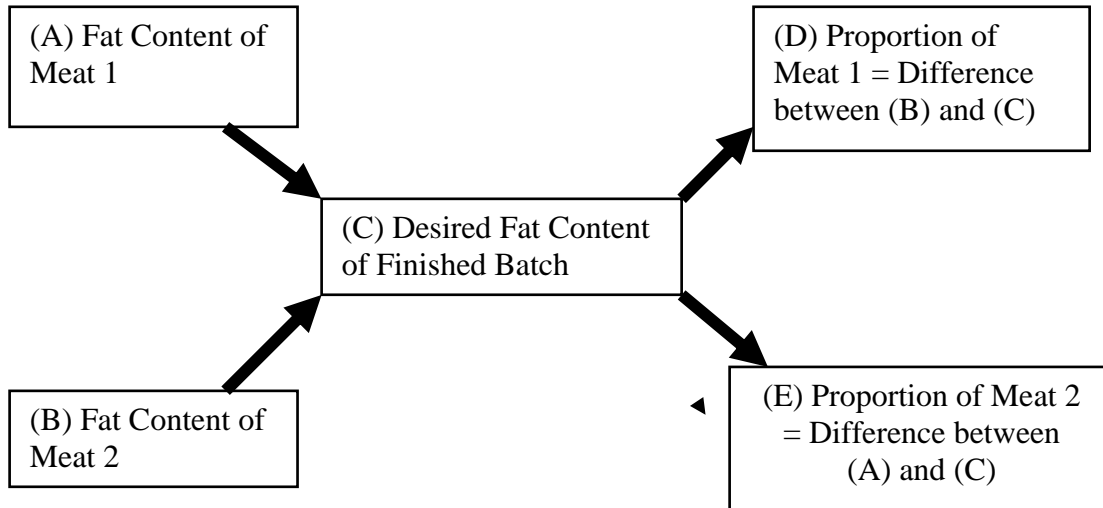 (A) Fat Content of
Meat 1
(D) Proportion of
Meat 1 = Difference
between (B) and (C)
(C) Desired Fat Content
of Finished Batch
(B) Fat Content of
Meat 2
(E) Proportion of Meat 2
= Difference between
(A) and (C)